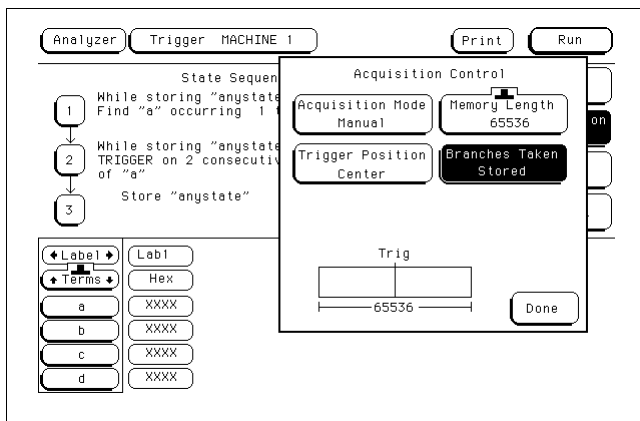 Analyzer Trigger MACHINE 1 Print Run
State Sequen
1
While storing "anystate
Find "a" occurring 1 t
2
While storing "anystate
TRIGGER on 2 consecutiv
of "a"
3
Store "anystate"
Acquisition Control
Acquisition Mode
Manual
Memory Length
65536
Trigger Position
Center
Branches Taken
Stored
on
Trig
65536
Done
Label
Lab1
Terms
Hex
a XXXX
b XXXX
c XXXX
d XXXX